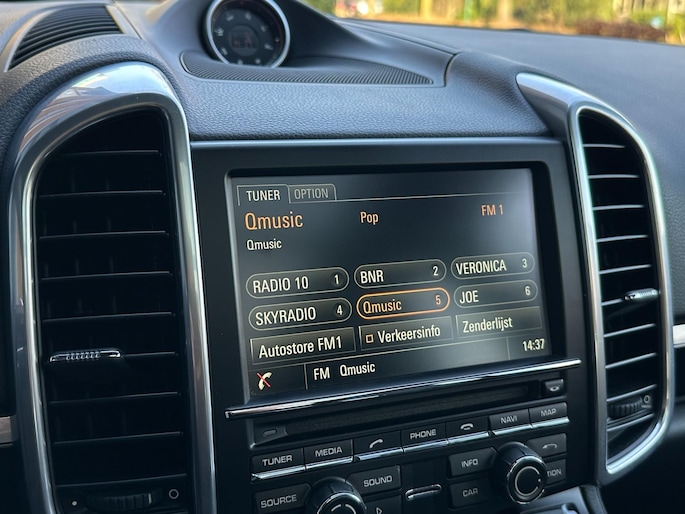 TUNER OPTION
Qmusic Pop FM 1
Qmusic
RADIO 10 1 BNR 2 VERONICA 3
SKYRADIO 4 Qmusic 5 JOE 6
Autostore FM1 Verkeersinfo Zenderlijst
FM Qmusic 14:37
TUNER MEDIA PHONE NAVI MAP
SOURCE SOUND INFO CAR OPTION